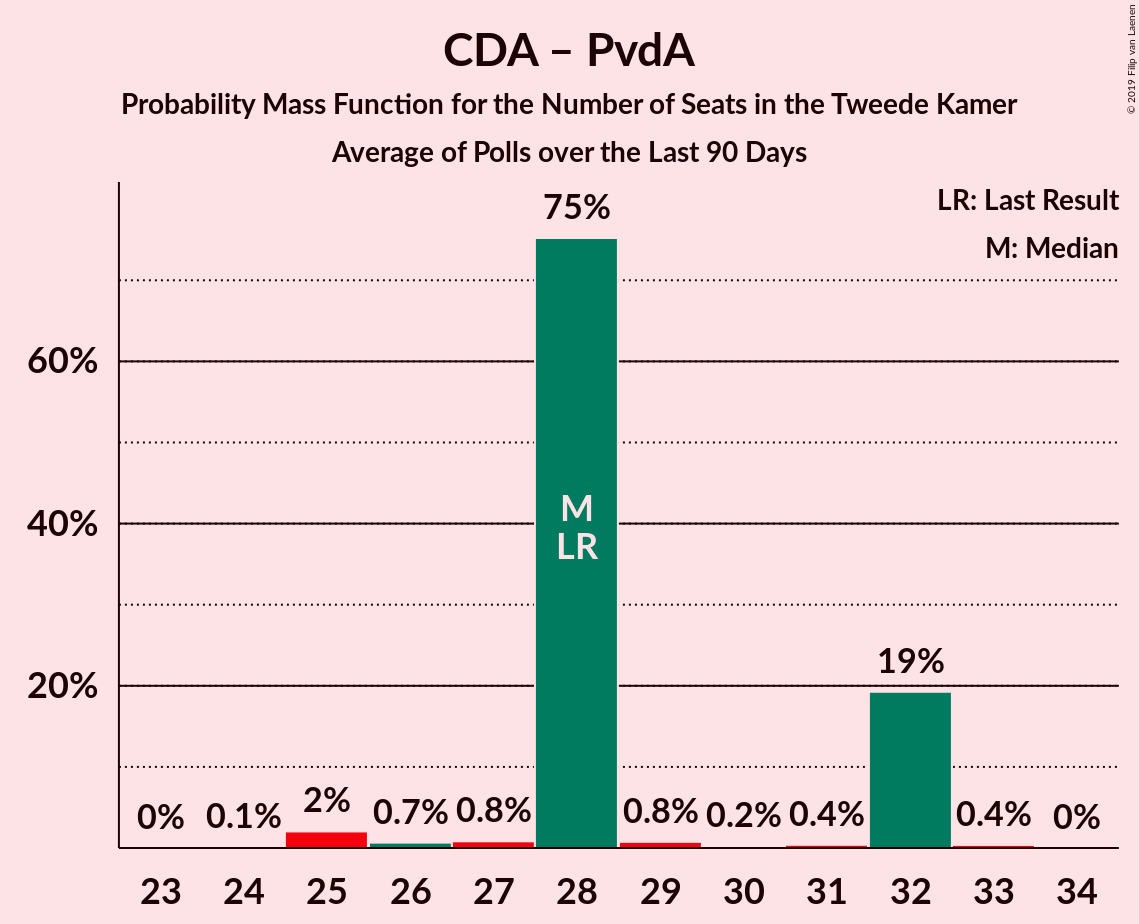 CDA – PvdA
Probability Mass Function for the Number of Seats in the Tweede Kamer
Average of Polls over the Last 90 Days
© 2019 Filip van Laenen
LR: Last Result
M: Median
60%
40%
20%
0%
0.1%
2%
0.7%
0.8%
75%
M
LR
0.8%
0.2%
0.4%
19%
0.4%
0%
23 24 25 26 27 28 29 30 31 32 33 34